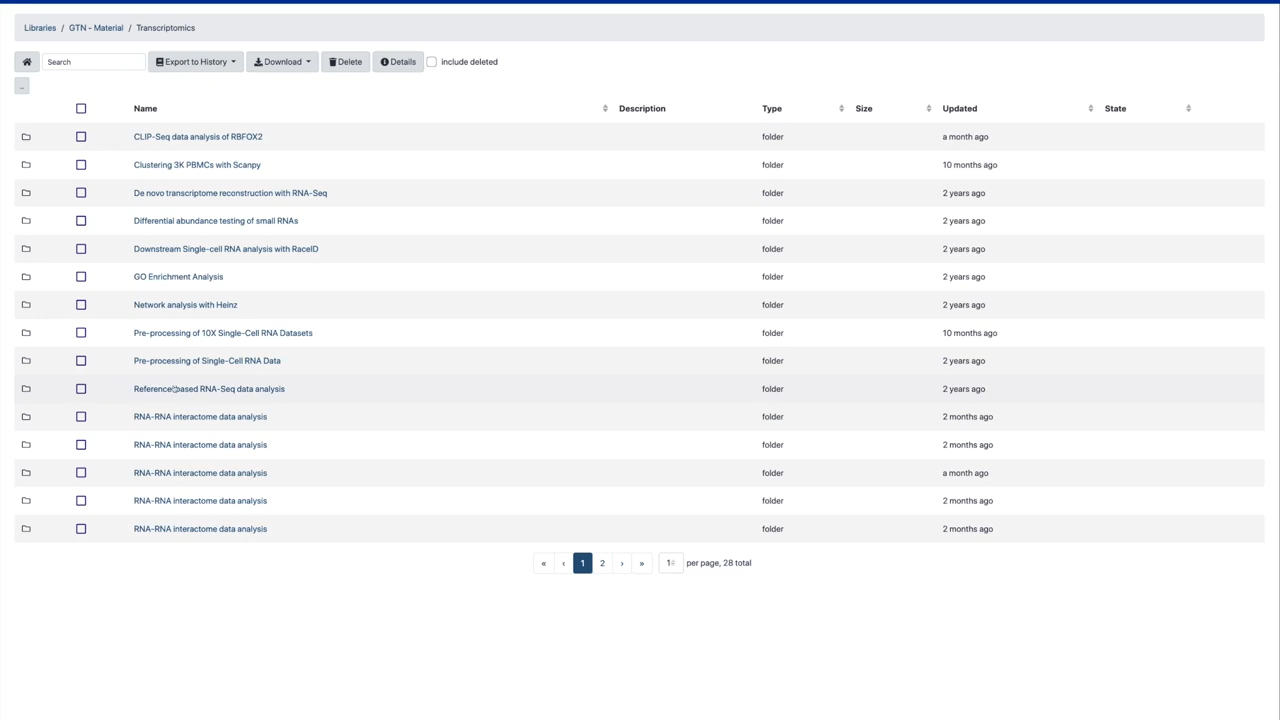 Libraries / GTN - Material / Transcriptomics
Search Export to History Download Delete Details include deleted
..
Name Description Type Size Updated State
CLIP-Seq data analysis of RBFOX2 folder a month ago
Clustering 3K PBMCs with Scanpy folder 10 months ago
De novo transcriptome reconstruction with RNA-Seq folder 2 years ago
Differential abundance testing of small RNAs folder 2 years ago
Downstream Single-cell RNA analysis with RaceID folder 2 years ago
GO Enrichment Analysis folder 2 years ago
Network analysis with Heinz folder 2 years ago
Pre-processing of 10X Single-Cell RNA Datasets folder 10 months ago
Pre-processing of Single-Cell RNA Data folder 2 years ago
Reference-based RNA-Seq data analysis folder 2 years ago
RNA-RNA interactome data analysis folder 2 months ago
RNA-RNA interactome data analysis folder 2 months ago
RNA-RNA interactome data analysis folder a month ago
RNA-RNA interactome data analysis folder 2 months ago
RNA-RNA interactome data analysis folder 2 months ago
« ‹ 1 2 › » per page, 28 total